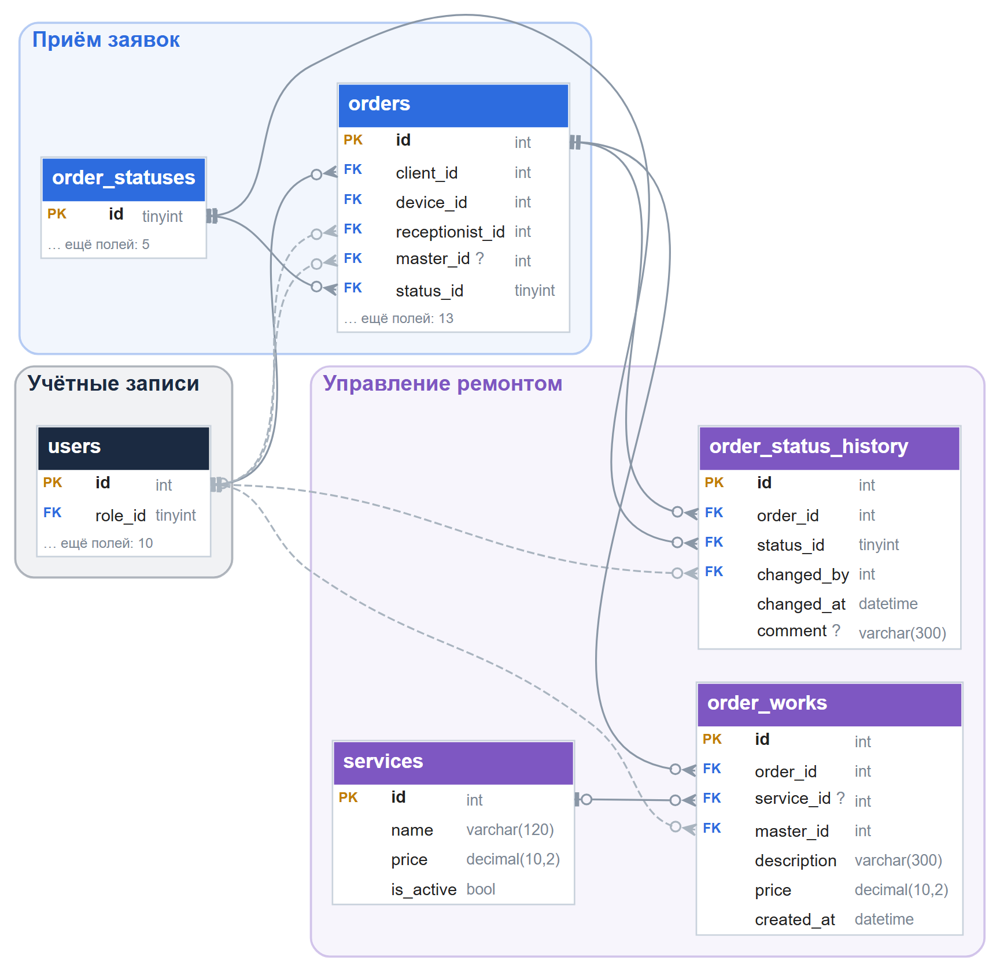 Приём заявок
orders
PK id int
FK client_id int
FK device_id int
FK receptionist_id int
FK master_id ? int
FK status_id tinyint
… ещё полей: 13
order_statuses
PK id tinyint
… ещё полей: 5
Учётные записи
users
PK id int
FK role_id tinyint
… ещё полей: 10
Управление ремонтом
order_status_history
PK id int
FK order_id int
FK status_id tinyint
FK changed_by int
changed_at datetime
comment ? varchar(300)
services
PK id int
name varchar(120)
price decimal(10,2)
is_active bool
order_works
PK id int
FK order_id int
FK service_id ? int
FK master_id int
description varchar(300)
price decimal(10,2)
created_at datetime